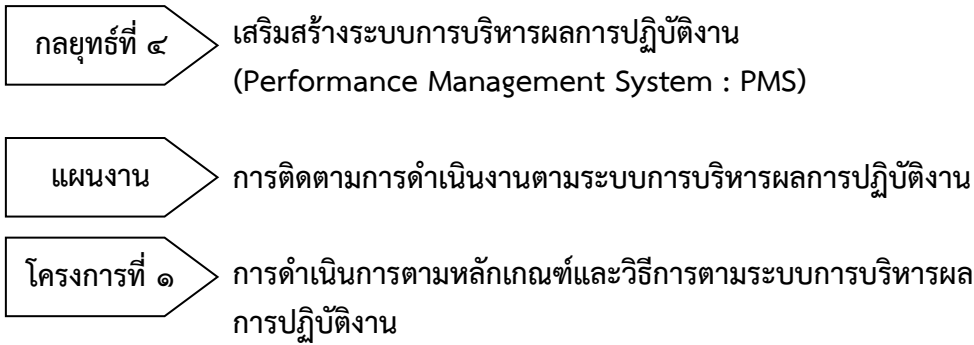 กลยุทธ์ที่ ๔
เสริมสร้างระบบการบริหารผลการปฏิบัติงาน
(Performance Management System : PMS)
แผนงาน
การติดตามการดำเนินงานตามระบบการบริหารผลการปฏิบัติงาน
โครงการที่ ๑
การดำเนินการตามหลักเกณฑ์และวิธีการตามระบบการบริหารผล
การปฏิบัติงาน